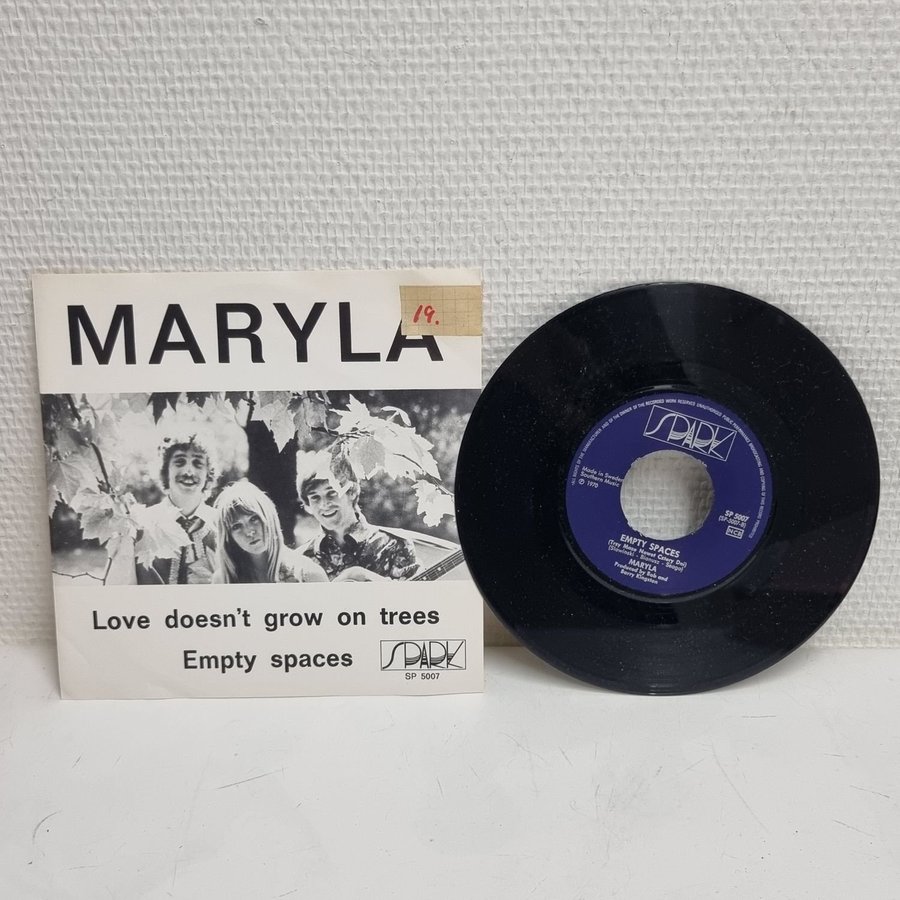 MARYLA
19.
Love doesn't grow on trees
Empty spaces
SPARK
SP 5007
SPARK
Made in Sweden
Southern Music
℗ 1970
SP 5007
(SP-5007-B)
NCB
EMPTY SPACES
MARYLA
Produced by Bob and
Barry Kingston